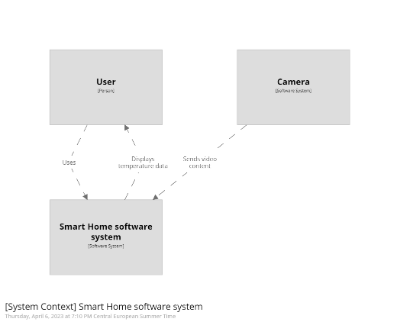 User
[Person]
Camera
[Software System]
Uses
Displays
temperature data
Sends video
content
Smart Home software
system
[Software System]
[System Context] Smart Home software system
Thursday, April 6, 2023 at 7:10 PM Central European Summer Time